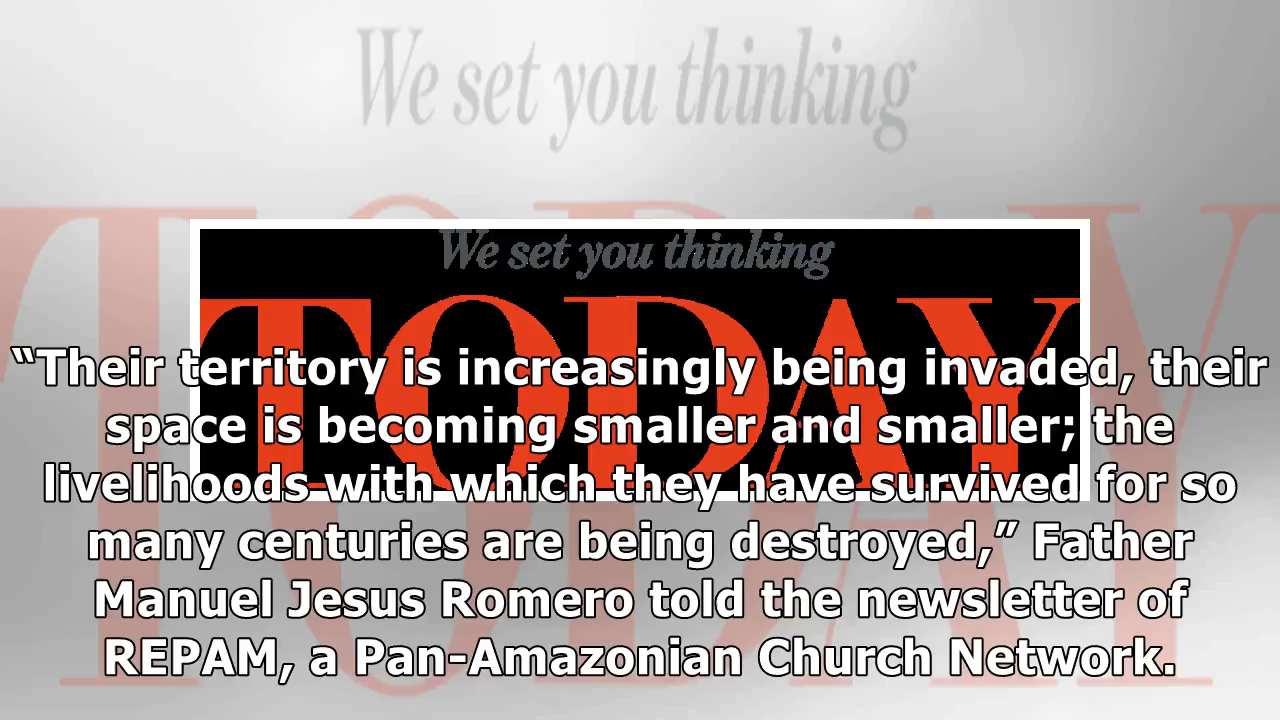 We set you thinking
TODAY
We set you thinking
TODAY
“Their territory is increasingly being invaded, their
space is becoming smaller and smaller; the
livelihoods with which they have survived for so
many centuries are being destroyed,” Father
Manuel Jesus Romero told the newsletter of
REPAM, a Pan-Amazonian Church Network.